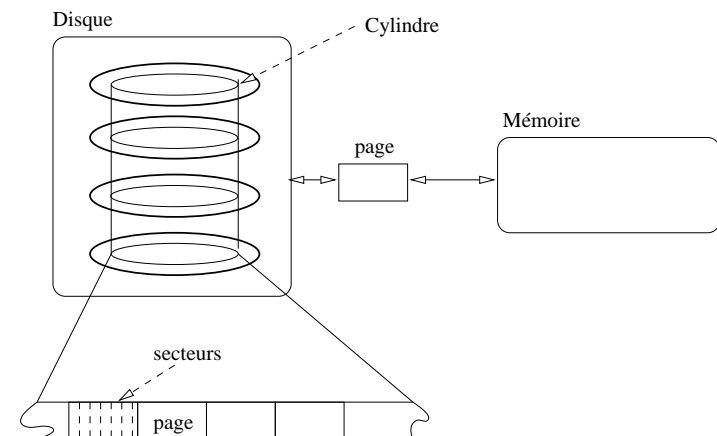 Disque
Cylindre
Mémoire
page
secteurs
page